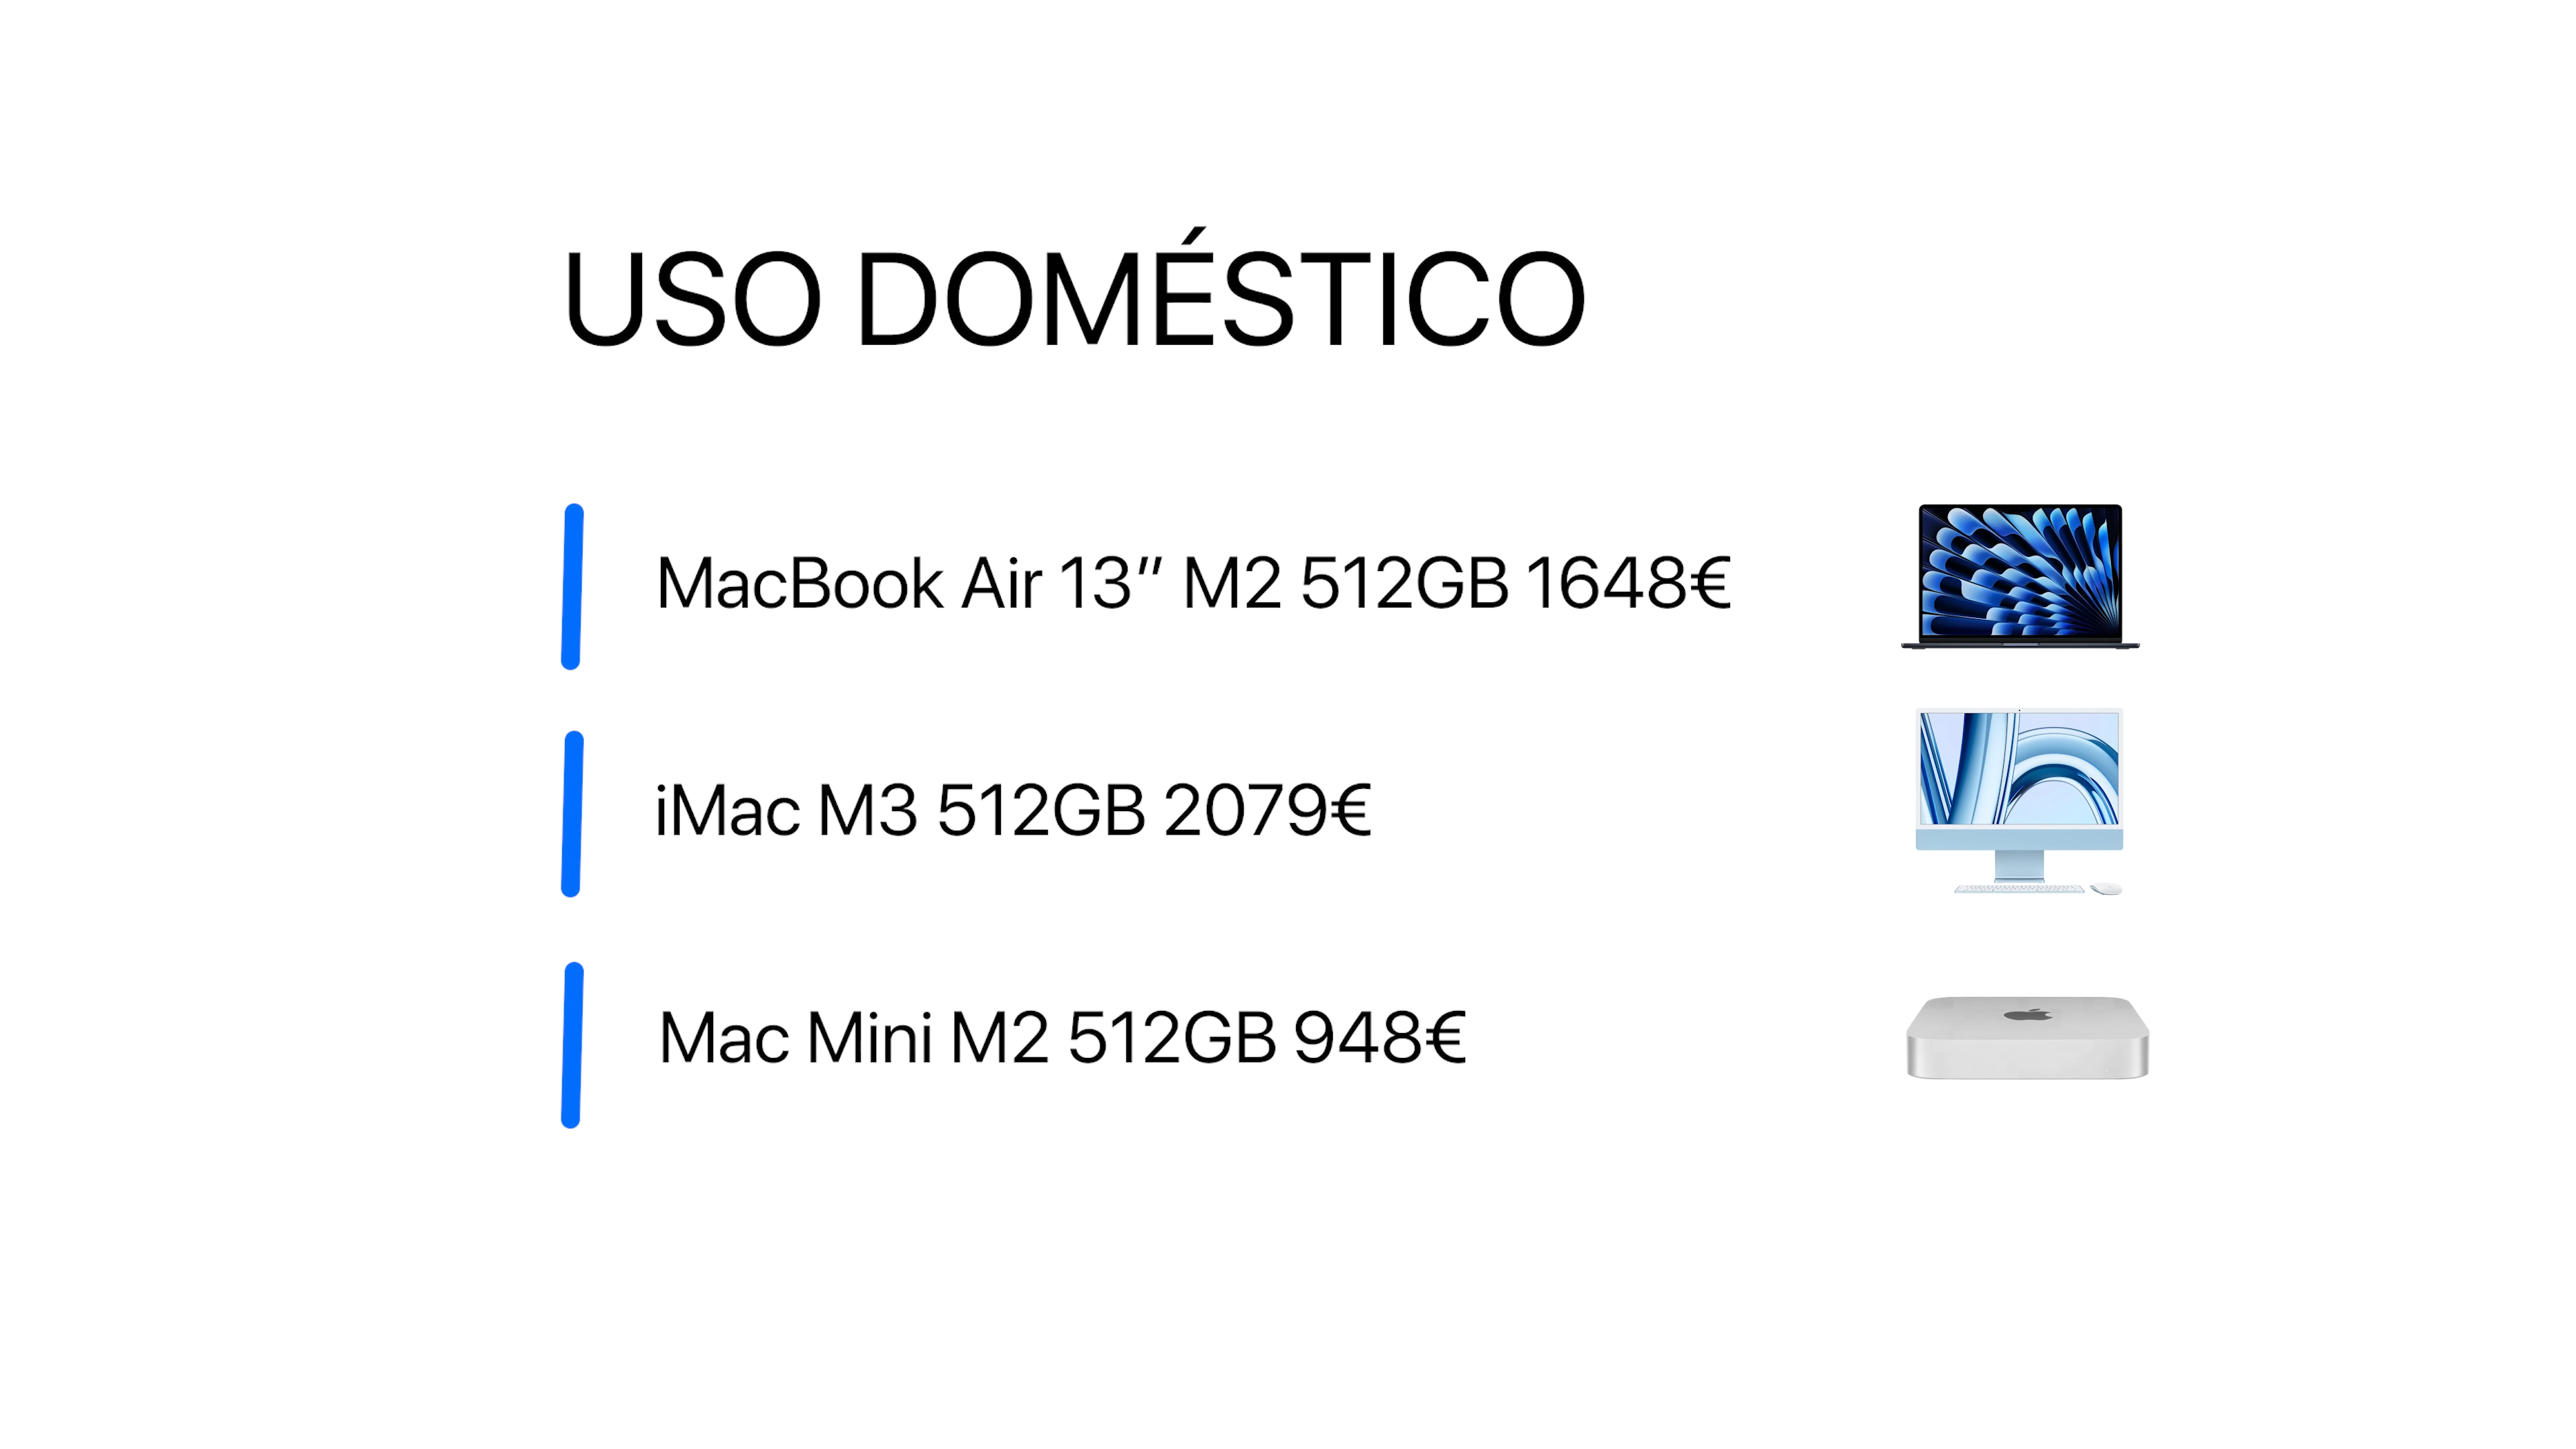 USO DOMÉSTICO
MacBook Air 13” M2 512GB 1648€
iMac M3 512GB 2079€
Mac Mini M2 512GB 948€